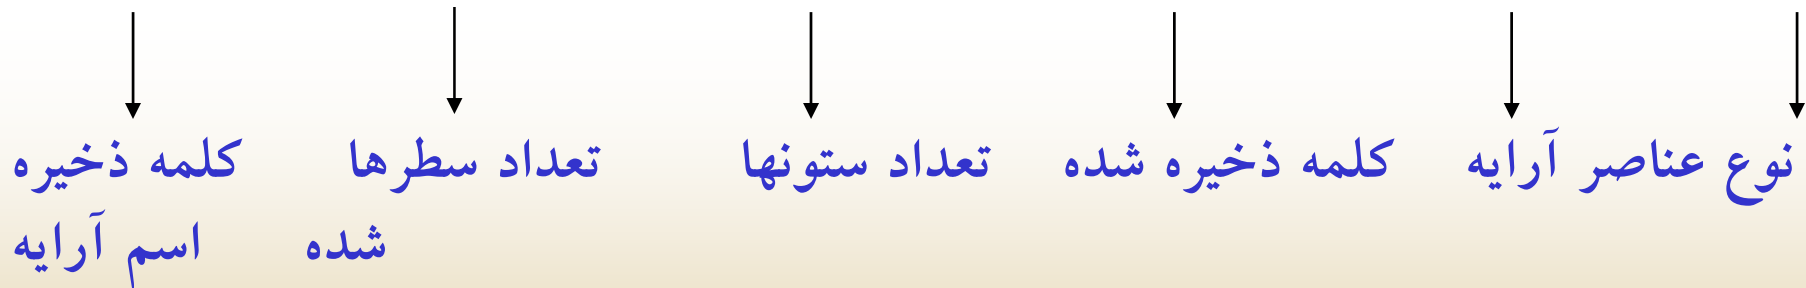 نوع عناصر آرایه کلمه ذخیره شده تعداد ستونها تعداد سطرها کلمه ذخیره
شده اسم آرایه